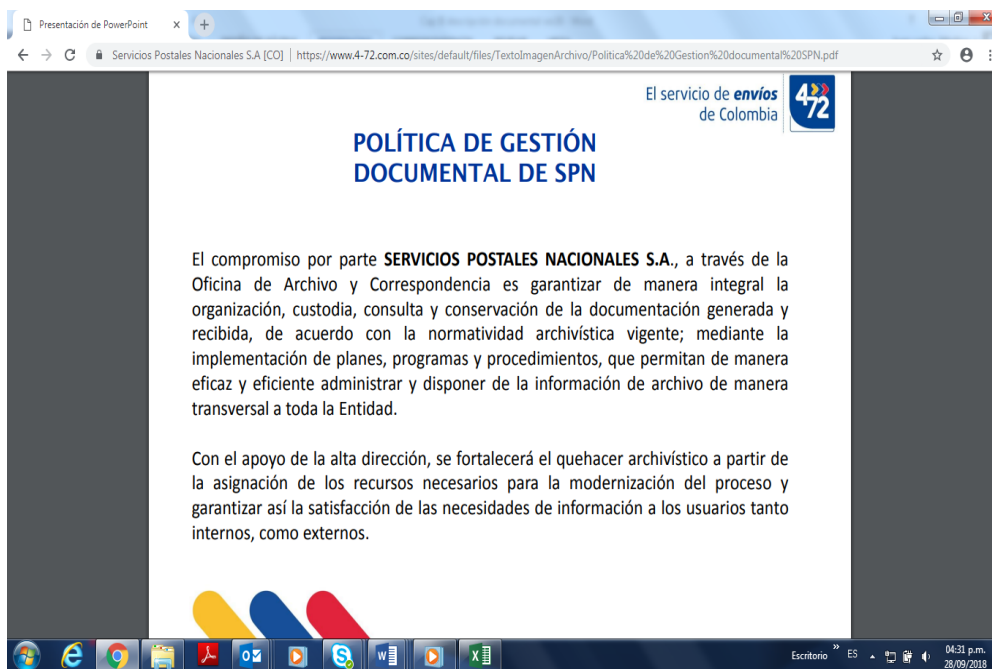 Presentación de PowerPoint
Servicios Postales Nacionales S.A [CO] | https://www.4-72.com.co/sites/default/files/TextoImagenArchivo/Politica%20de%20Gestion%20documental%20SPN.pdf
El servicio de envíos
de Colombia
4-72
POLÍTICA DE GESTIÓN
DOCUMENTAL DE SPN
El compromiso por parte SERVICIOS POSTALES NACIONALES S.A., a través de la
Oficina de Archivo y Correspondencia es garantizar de manera integral la
organización, custodia, consulta y conservación de la documentación generada y
recibida, de acuerdo con la normatividad archivística vigente; mediante la
implementación de planes, programas y procedimientos, que permitan de manera
eficaz y eficiente administrar y disponer de la información de archivo de manera
transversal a toda la Entidad.
Con el apoyo de la alta dirección, se fortalecerá el quehacer archivístico a partir de
la asignación de los recursos necesarios para la modernización del proceso y
garantizar así la satisfacción de las necesidades de información a los usuarios tanto
internos, como externos.
Escritorio
ES
04:31 p.m.
28/09/2018